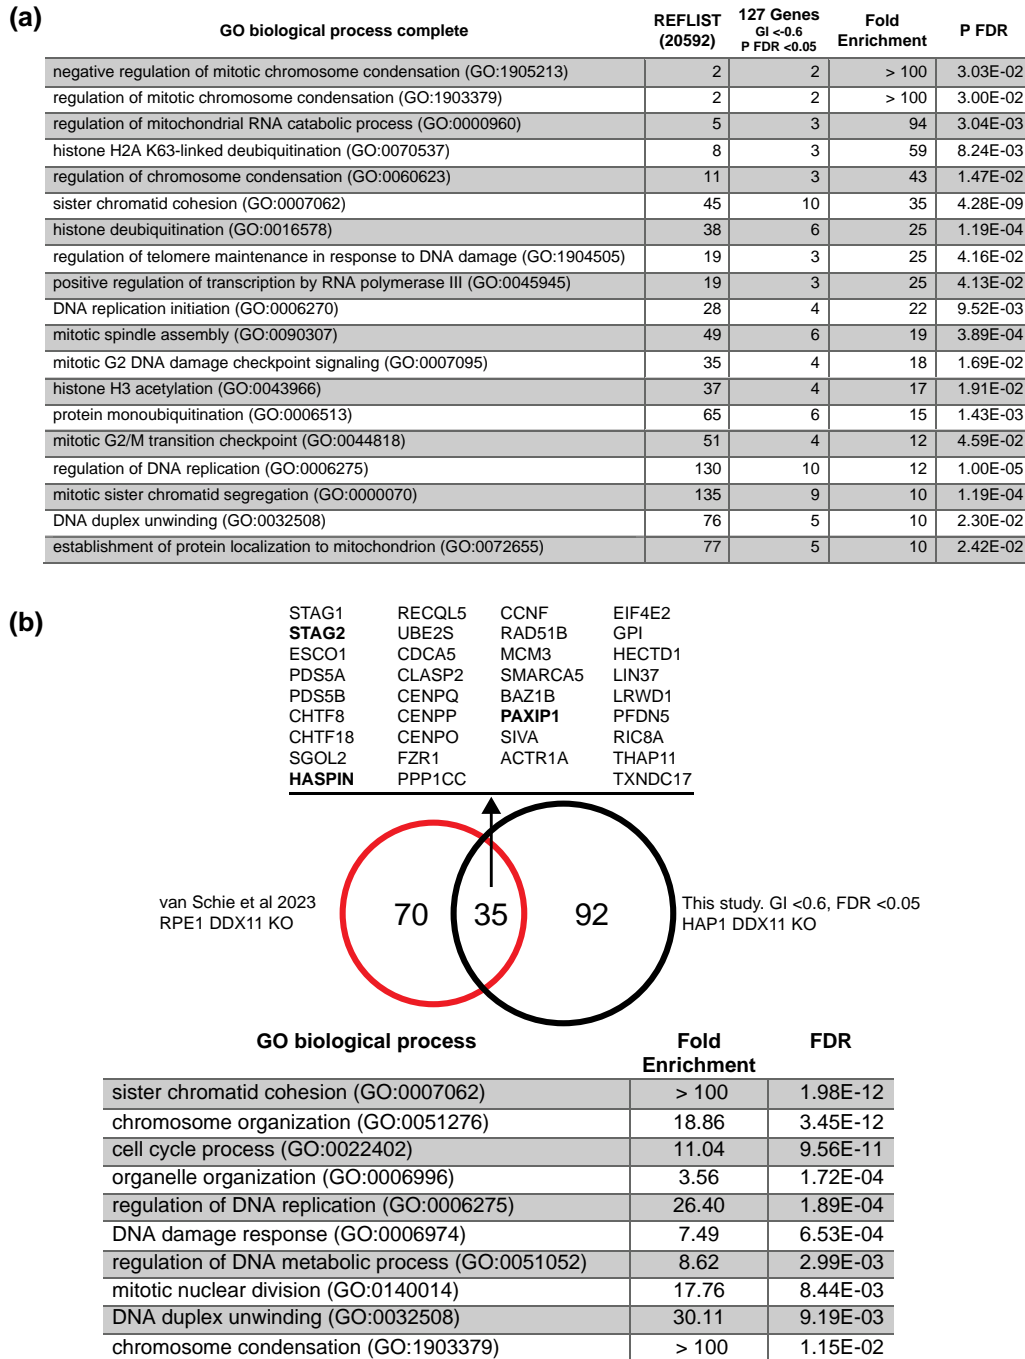 (a)
GO biological process complete REFLIST (20592) 127 Genes GI <-0.6 P FDR <0.05 Fold Enrichment P FDR
negative regulation of mitotic chromosome condensation (GO:1905213) 2 2 > 100 3.03E-02
regulation of mitotic chromosome condensation (GO:1903379) 2 2 > 100 3.00E-02
regulation of mitochondrial RNA catabolic process (GO:0000960) 5 3 94 3.04E-03
histone H2A K63-linked deubiquitination (GO:0070537) 8 3 59 8.24E-03
regulation of chromosome condensation (GO:0060623) 11 3 43 1.47E-02
sister chromatid cohesion (GO:0007062) 45 10 35 4.28E-09
histone deubiquitination (GO:0016578) 38 6 25 1.19E-04
regulation of telomere maintenance in response to DNA damage (GO:1904505) 19 3 25 4.16E-02
positive regulation of transcription by RNA polymerase III (GO:0045945) 19 3 25 4.13E-02
DNA replication initiation (GO:0006270) 28 4 22 9.52E-03
mitotic spindle assembly (GO:0090307) 49 6 19 3.89E-04
mitotic G2 DNA damage checkpoint signaling (GO:0007095) 35 4 18 1.69E-02
histone H3 acetylation (GO:0043966) 37 4 17 1.91E-02
protein monoubiquitination (GO:0006513) 65 6 15 1.43E-03
mitotic G2/M transition checkpoint (GO:0044818) 51 4 12 4.59E-02
regulation of DNA replication (GO:0006275) 130 10 12 1.00E-05
mitotic sister chromatid segregation (GO:0000070) 135 9 10 1.19E-04
DNA duplex unwinding (GO:0032508) 76 5 10 2.30E-02
establishment of protein localization to mitochondrion (GO:0072655) 77 5 10 2.42E-02
(b)
STAG1 RECQL5 CCNF EIF4E2
STAG2 UBE2S RAD51B GPI
ESCO1 CDCA5 MCM3 HECTD1
PDS5A CLASP2 SMARCA5 LIN37
PDS5B CENPQ BAZ1B LRWD1
CHTF8 CENPP PAXIP1 PFDN5
CHTF18 CENPO SIVA RIC8A
SGOL2 FZR1 ACTR1A THAP11
HASPIN PPP1CC TXNDC17
van Schie et al 2023
RPE1 DDX11 KO
70 35 92
This study. GI <0.6, FDR <0.05
HAP1 DDX11 KO
GO biological process Fold Enrichment FDR
sister chromatid cohesion (GO:0007062) > 100 1.98E-12
chromosome organization (GO:0051276) 18.86 3.45E-12
cell cycle process (GO:0022402) 11.04 9.56E-11
organelle organization (GO:0006996) 3.56 1.72E-04
regulation of DNA replication (GO:0006275) 26.40 1.89E-04
DNA damage response (GO:0006974) 7.49 6.53E-04
regulation of DNA metabolic process (GO:0051052) 8.62 2.99E-03
mitotic nuclear division (GO:0140014) 17.76 8.44E-03
DNA duplex unwinding (GO:0032508) 30.11 9.19E-03
chromosome condensation (GO:1903379) > 100 1.15E-02